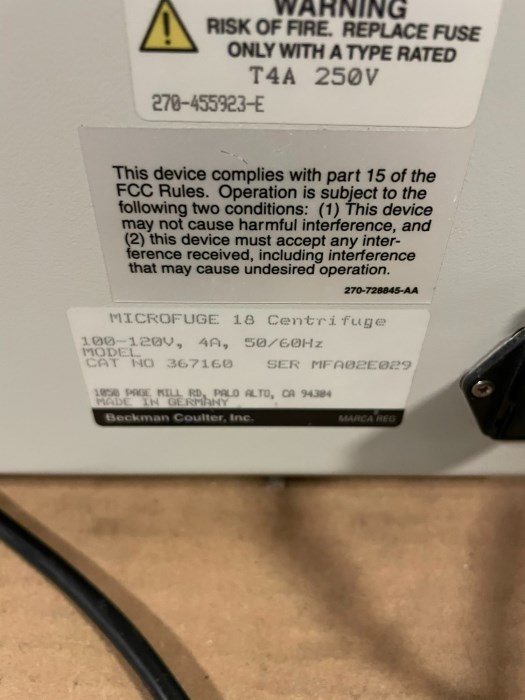 WARNING
RISK OF FIRE. REPLACE FUSE
ONLY WITH A TYPE RATED
T4A 250V
270-455923-E
This device complies with part 15 of the
FCC Rules. Operation is subject to the
following two conditions: (1) This device
may not cause harmful interference, and
(2) this device must accept any inter-
ference received, including interference
that may cause undesired operation.
270-728845-AA
MICROFUGE 18 Centrifuge
100-120V, 4A, 50/60Hz
MODEL
CAT NO 367160 SER MFA02E029
1050 PAGE MILL RD, PALO ALTO, CA 94304
MADE IN GERMANY
Beckman Coulter, Inc. MARCA REG